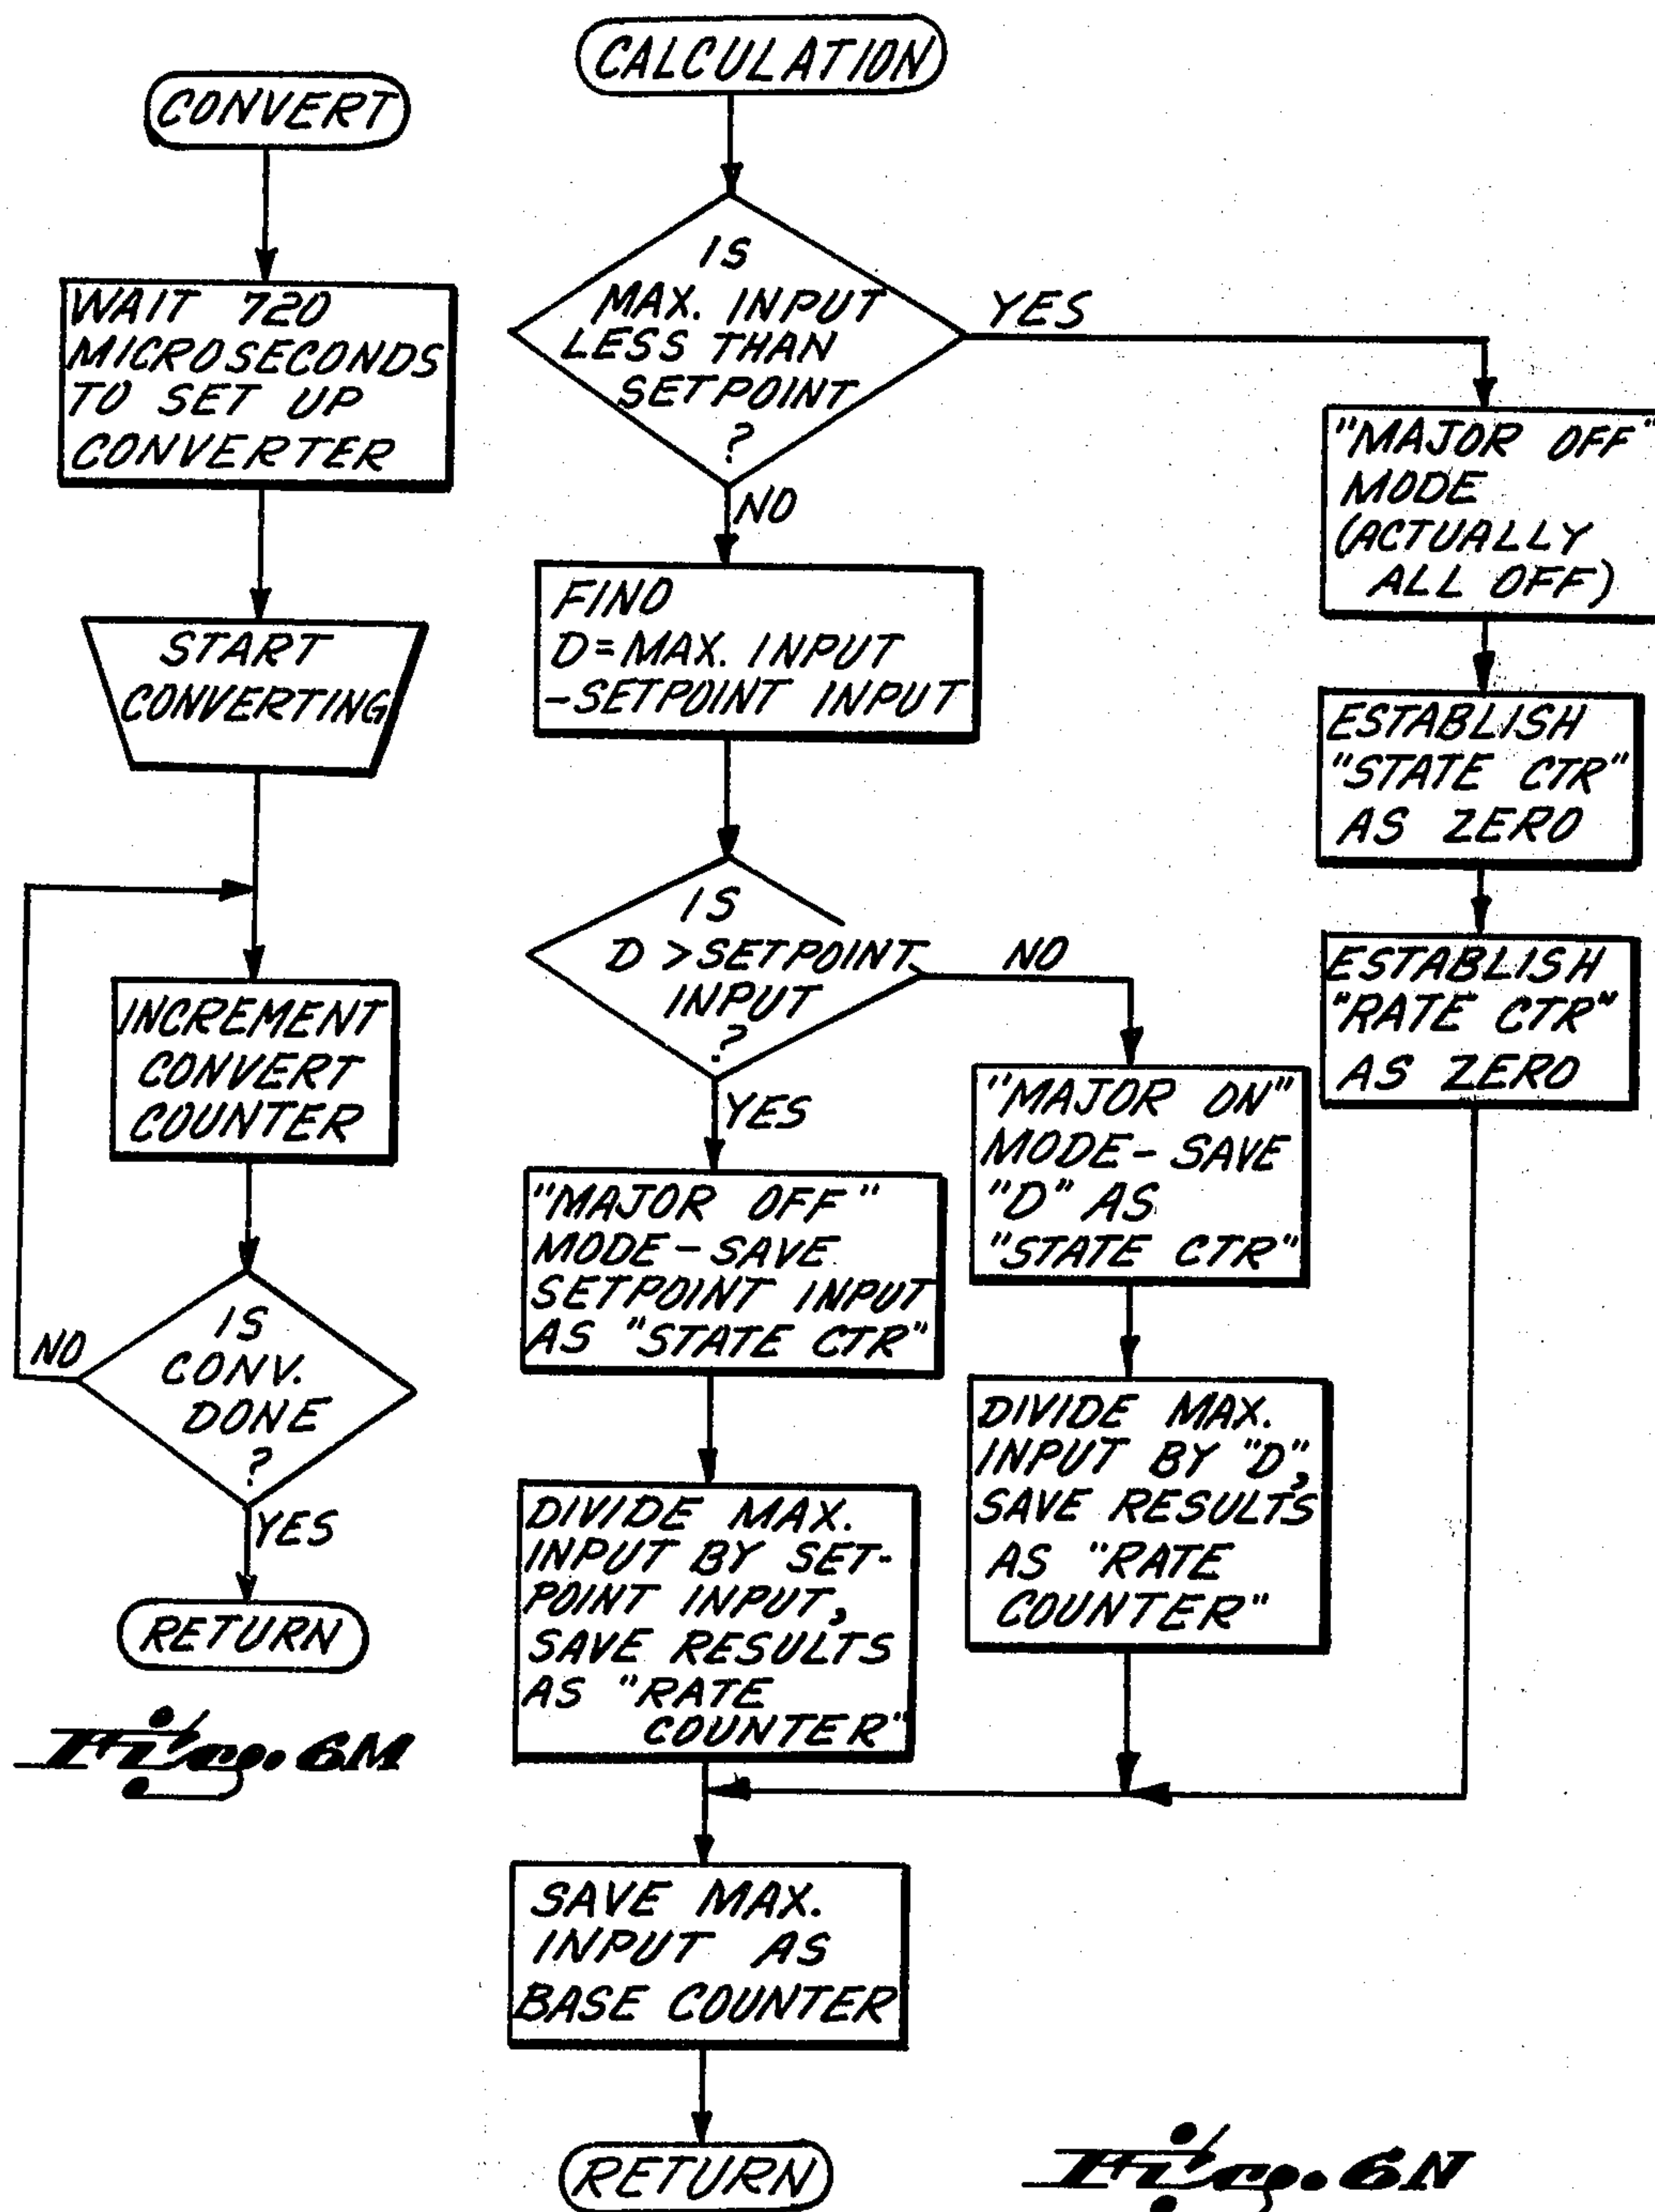 CONVERT
WAIT 720
MICROSECONDS
TO SET UP
CONVERTER
START
CONVERTING
INCREMENT
CONVERT
COUNTER
IS
CONV.
DONE
?
NO
YES
RETURN
Fig. 6M
CALCULATION
IS
MAX. INPUT
LESS THAN
SETPOINT
?
YES
NO
FIND
D=MAX. INPUT
-SETPOINT INPUT
IS
D >SETPOINT
INPUT
?
NO
YES
"MAJOR OFF"
MODE-SAVE
SETPOINT INPUT
AS "STATE CTR"
DIVIDE MAX.
INPUT BY SET-
POINT INPUT,
SAVE RESULTS
AS "RATE
COUNTER"
"MAJOR ON"
MODE-SAVE
"D" AS
"STATE CTR"
DIVIDE MAX.
INPUT BY "D",
SAVE RESULTS
AS "RATE
COUNTER"
"MAJOR OFF"
MODE
(ACTUALLY
ALL OFF)
ESTABLISH
"STATE CTR"
AS ZERO
ESTABLISH
"RATE CTR"
AS ZERO
SAVE MAX.
INPUT AS
BASE COUNTER
RETURN
Fig. 6N